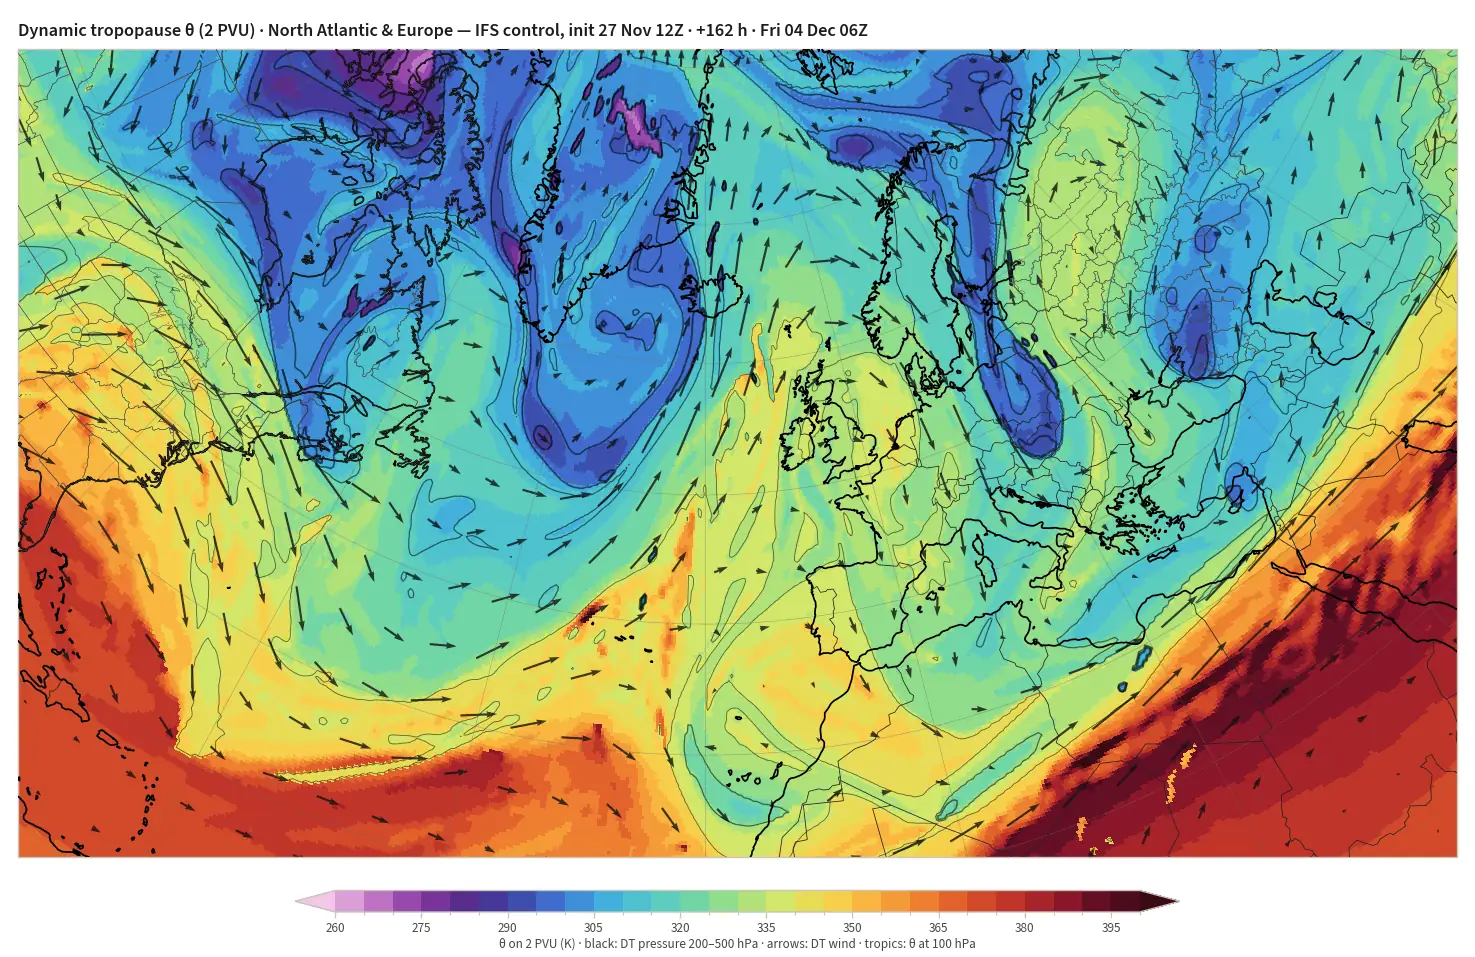 Dynamic tropopause θ (2 PVU) · North Atlantic & Europe — IFS control, init 27 Nov 12Z · +162 h · Fri 04 Dec 06Z
260 275 290 305 320 335 350 365 380 395
θ on 2 PVU (K) · black: DT pressure 200–500 hPa · arrows: DT wind · tropics: θ at 100 hPa